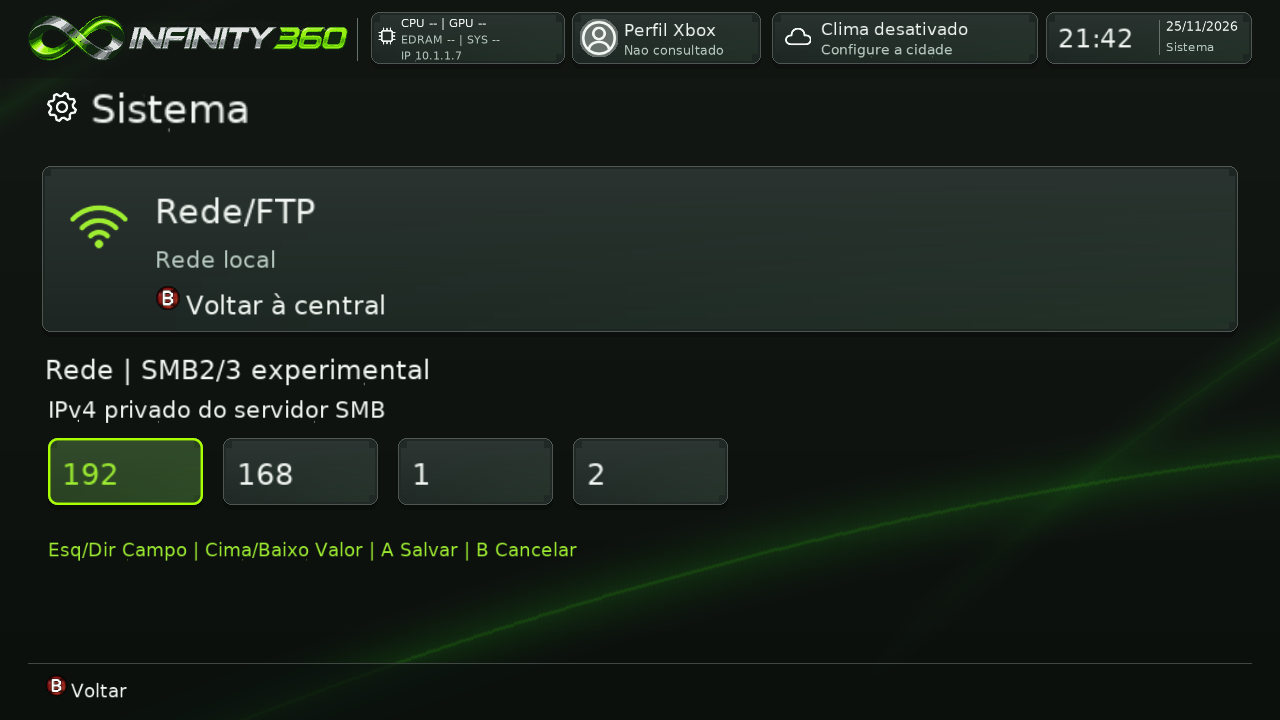 INFINITY 360
CPU -- | GPU --
EDRAM -- | SYS --
IP 10.1.1.7
Perfil Xbox
Nao consultado
Clima desativado
Configure a cidade
21:42
25/11/2026
Sistema
Sistema
Rede/FTP
Rede local
B Voltar à central
Rede | SMB2/3 experimental
IPv4 privado do servidor SMB
192 168 1 2
Esq/Dir Campo | Cima/Baixo Valor | A Salvar | B Cancelar
B Voltar